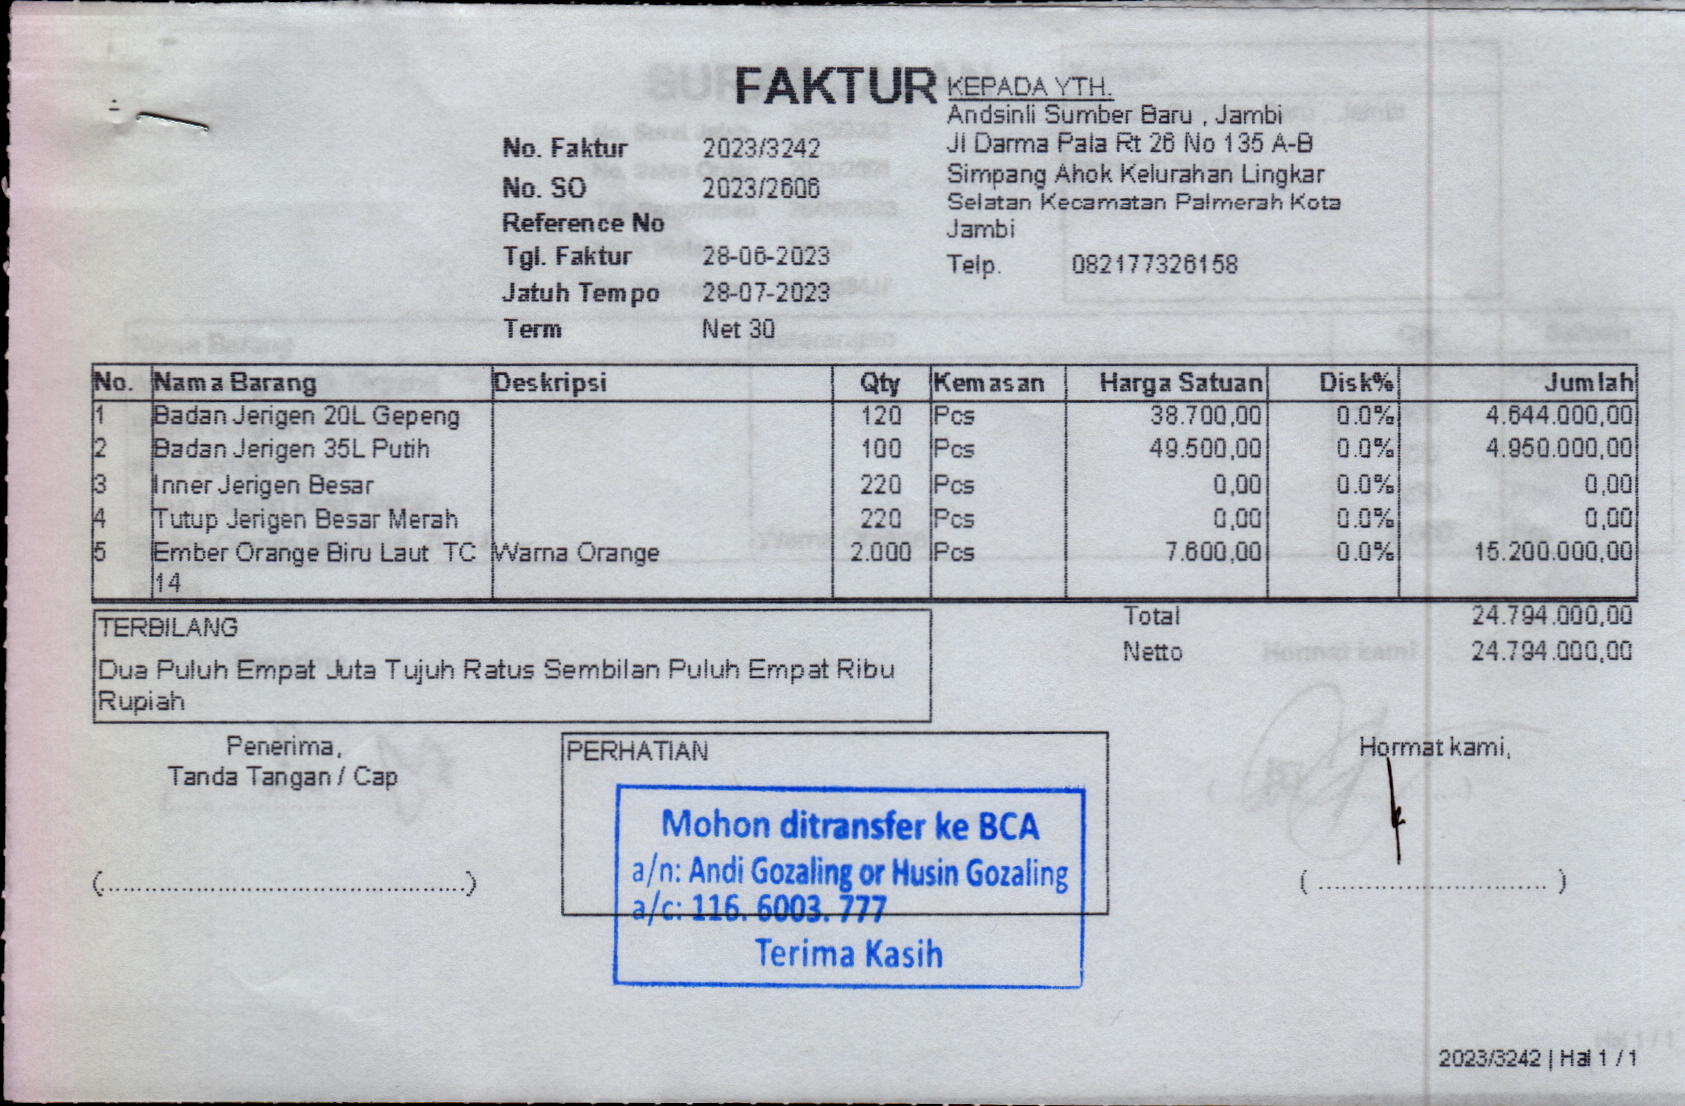 FAKTUR
No. Faktur 2023/3242
No. SO 2023/2606
Reference No
Tgl. Faktur 28-06-2023
Jatuh Tempo 28-07-2023
Term Net 30
KEPADA YTH.
Andsinli Sumber Baru , Jambi
Jl Darma Pala Rt 26 No 135 A-B
Simpang Ahok Kelurahan Lingkar
Selatan Kecamatan Palmerah Kota
Jambi
Telp. 082177326158
No. Nama Barang Deskripsi Qty Kemasan Harga Satuan Disk% Jumlah
1 Badan Jerigen 20L Gepeng 120 Pcs 38.700,00 0.0% 4.644.000,00
2 Badan Jerigen 35L Putih 100 Pcs 49.500,00 0.0% 4.950.000,00
3 Inner Jerigen Besar 220 Pcs 0,00 0.0% 0,00
4 Tutup Jerigen Besar Merah 220 Pcs 0,00 0.0% 0,00
5 Ember Orange Biru Laut TC Warna Orange 2.000 Pcs 7.600,00 0.0% 15.200.000,00
14
Total 24.794.000,00
Netto 24.794.000,00
TERBILANG
Dua Puluh Empat Juta Tujuh Ratus Sembilan Puluh Empat Ribu
Rupiah
Penerima,
Tanda Tangan / Cap
(..............................................)
PERHATIAN
Mohon ditransfer ke BCA
a/n: Andi Gozaling or Husin Gozaling
a/c: 116. 6003. 777
Terima Kasih
Hormat kami,
( ............................. )
2023/3242 | Hal 1 / 1